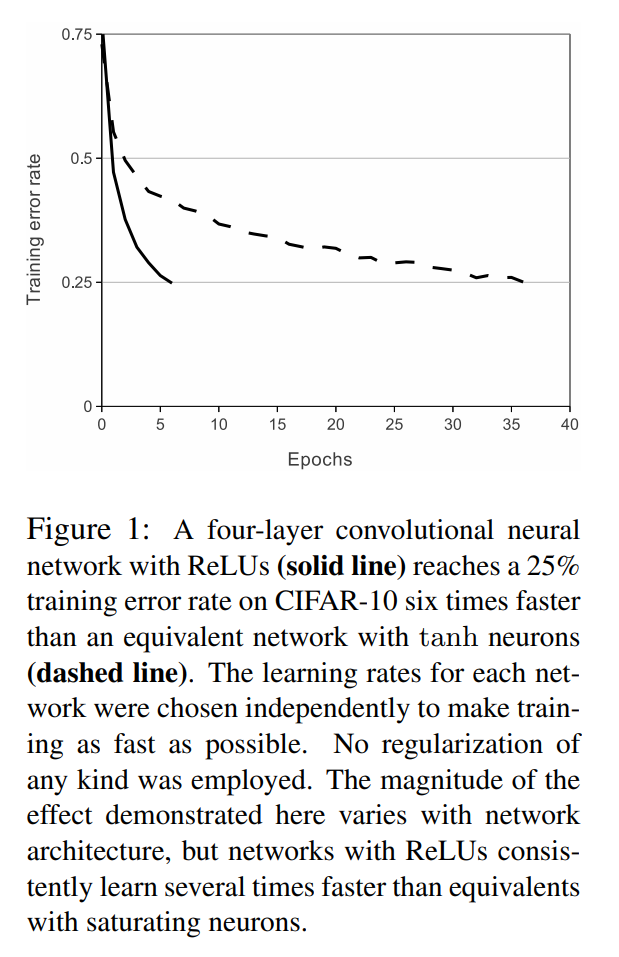 0.75
0.5
0.25
0
Training error rate
0 5 10 15 20 25 30 35 40
Epochs
Figure 1: A four-layer convolutional neural
network with ReLUs (solid line) reaches a 25%
training error rate on CIFAR-10 six times faster
than an equivalent network with tanh neurons
(dashed line). The learning rates for each net-
work were chosen independently to make train-
ing as fast as possible. No regularization of
any kind was employed. The magnitude of the
effect demonstrated here varies with network
architecture, but networks with ReLUs consis-
tently learn several times faster than equivalents
with saturating neurons.